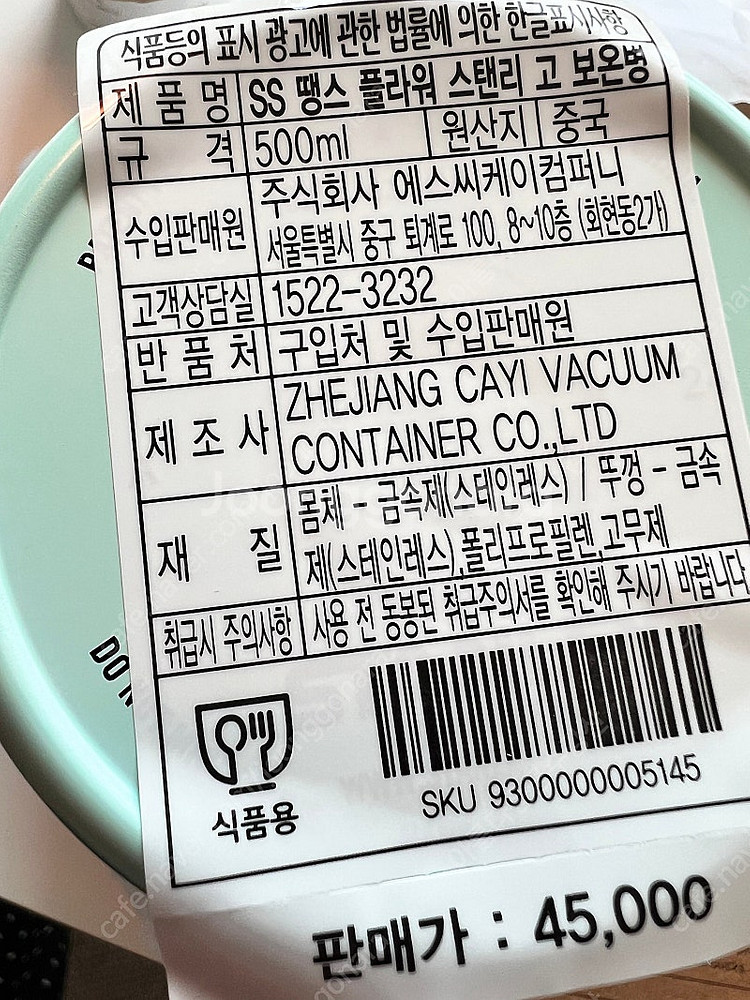 식품등의 표시 광고에 관한 법률에 의한 한글표시사항
제 품 명 SS 땡스 플라워 스탠리 고 보온병
규 격 500ml 원산지 중국
수입판매원 주식회사 에스씨케이컴퍼니
서울특별시 중구 퇴계로 100, 8~10층 (회현동2가)
고객상담실 1522-3232
반 품 처 구입처 및 수입판매원
제 조 사 ZHEJIANG CAYI VACUUM
CONTAINER CO.,LTD
재 질 몸체 - 금속제(스테인레스) / 뚜껑 - 금속
제(스테인레스),폴리프로필렌,고무제
취급시 주의사항 사용 전 동봉된 취급주의서를 확인해 주시기 바랍니다
DO N
SKU 9300000005145
식품용
판매가 : 45,000